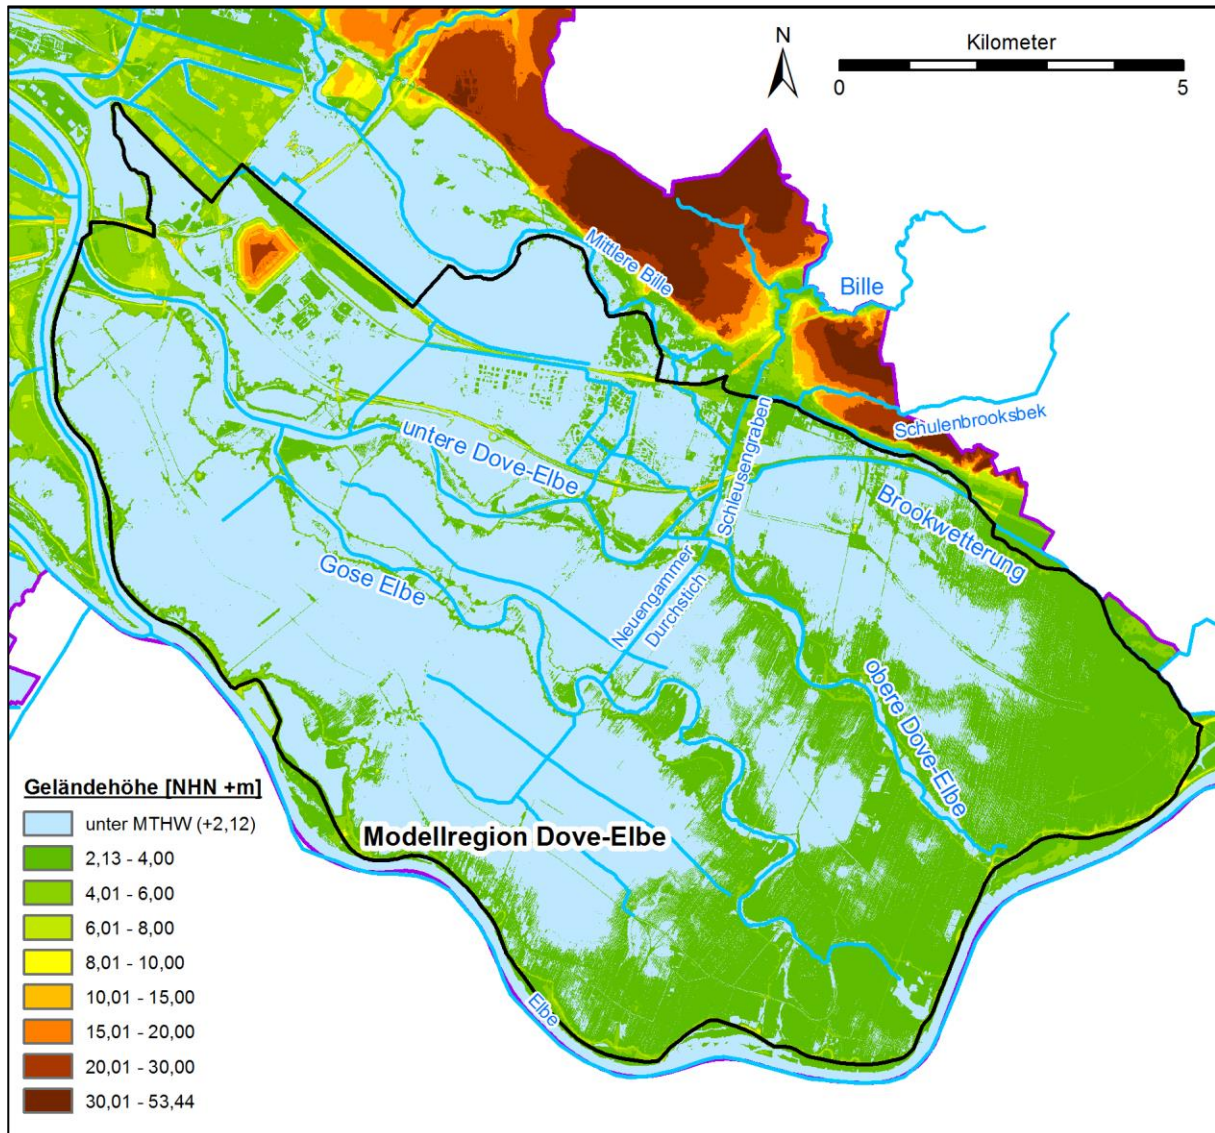 N
Kilometer
0 5
Mittlere Bille
Bille
Schulenbrooksbek
Schleusengraben
untere Dove-Elbe
Brookwetterung
Gose Elbe
Neuengammer
Durchstich
obere Dove-Elbe
Modellregion Dove-Elbe
Elbe
Geländehöhe [NHN +m]
unter MTHW (+2,12)
2,13 - 4,00
4,01 - 6,00
6,01 - 8,00
8,01 - 10,00
10,01 - 15,00
15,01 - 20,00
20,01 - 30,00
30,01 - 53,44